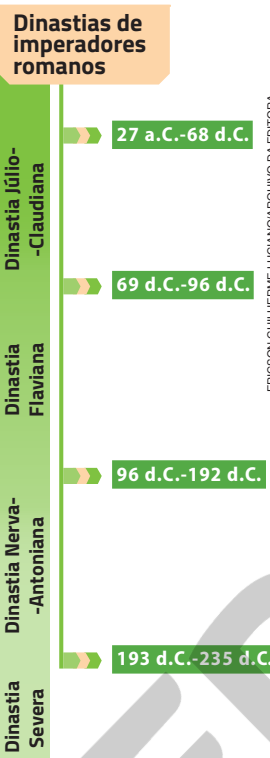 Dinastias de
imperadores
romanos
Dinastia Júlio-
-Claudiana
27 a.C.-68 d.C.
Dinastia
Flaviana
69 d.C.-96 d.C.
Dinastia Nerva-
-Antoniana
96 d.C.-192 d.C.
Dinastia
Severa
193 d.C.-235 d.C.